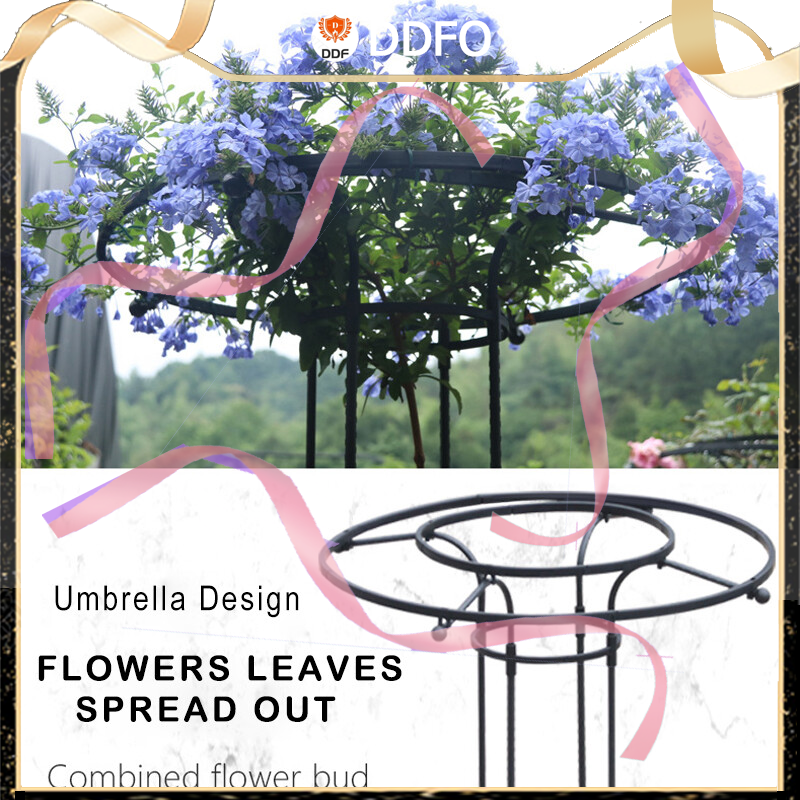 DDF
DDFO
Umbrella Design
FLOWERS LEAVES
SPREAD OUT
Combined flower bud